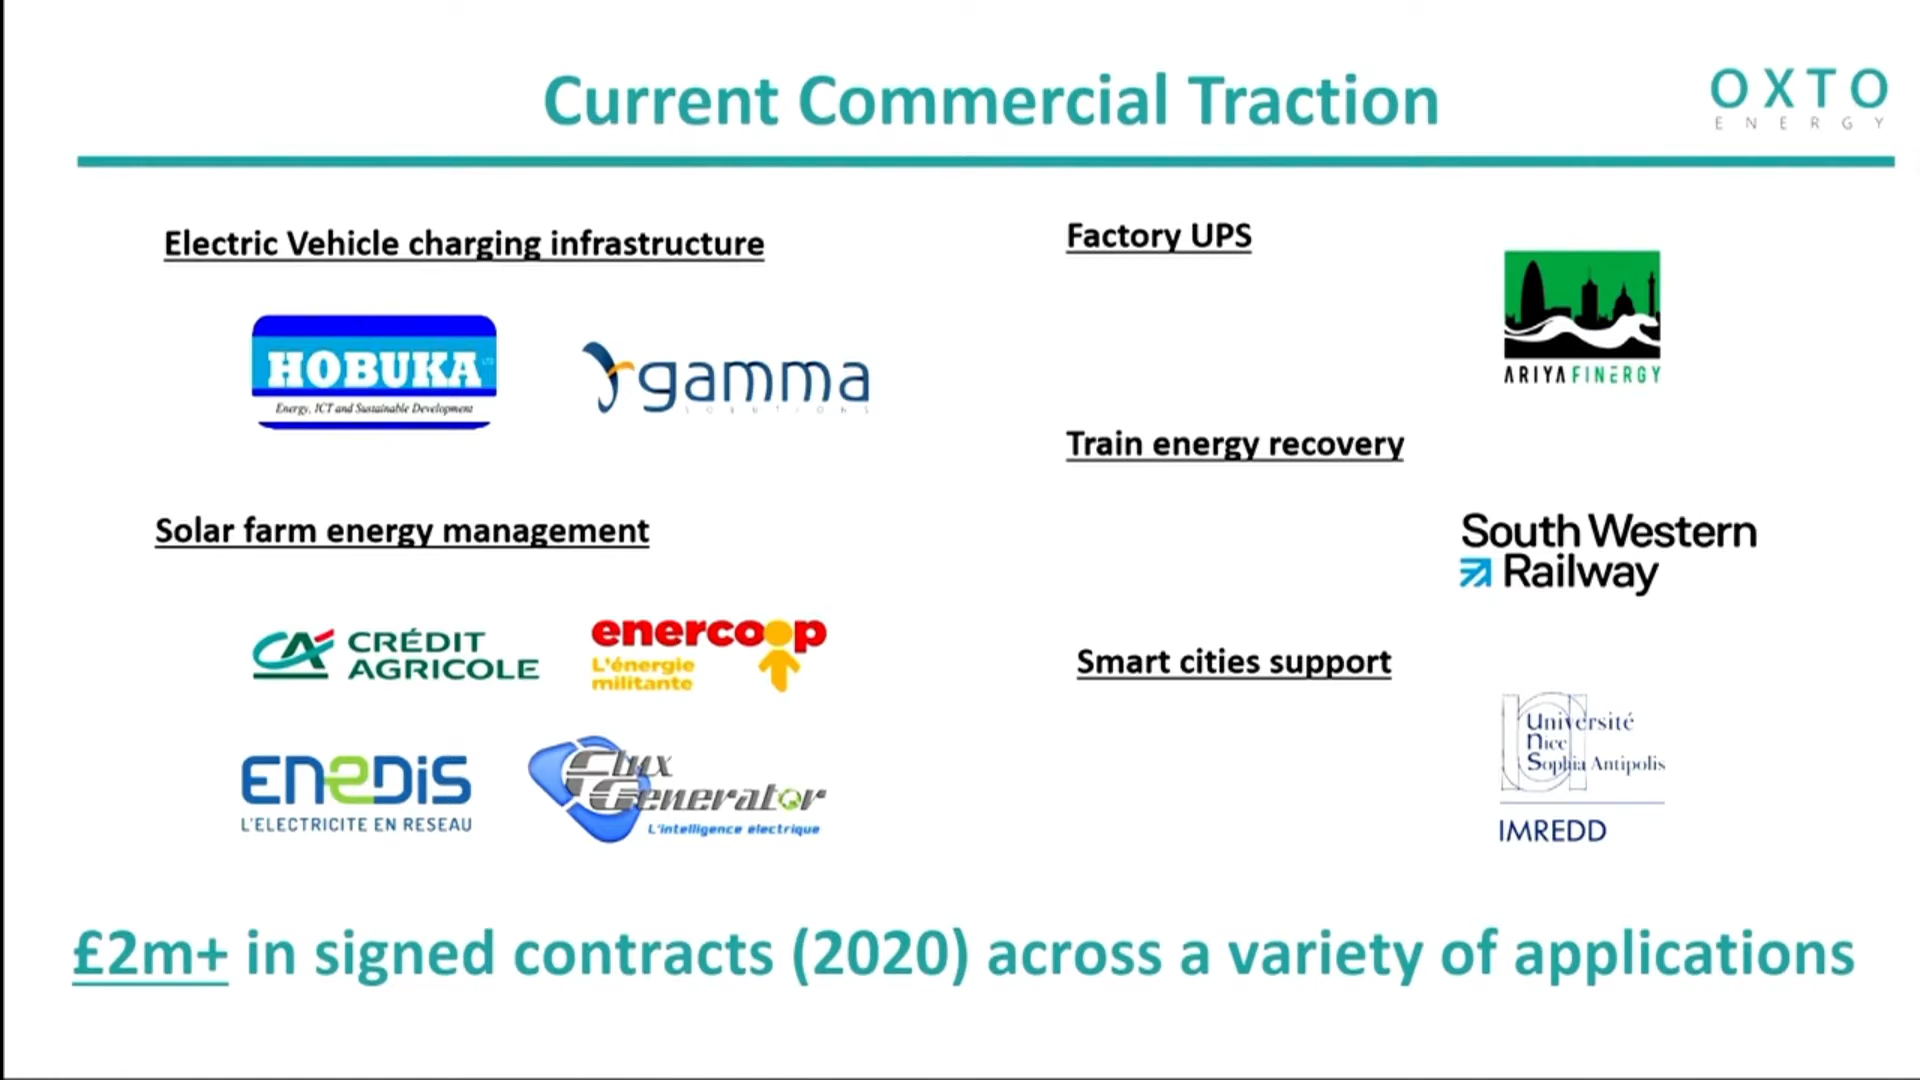 Current Commercial Traction
OXTO
ENERGY
Electric Vehicle charging infrastructure
HOBUKA LTD
Energy, ICT and Sustainable Development
gamma
SOLUTIONS
Solar farm energy management
CRÉDIT
AGRICOLE
enercoop
L'énergie
militante
ENEDIS
L'ELECTRICITE EN RESEAU
Flux
Generator
L'intelligence électrique
Factory UPS
ARIYA FINERGY
Train energy recovery
South Western
Railway
Smart cities support
Université
Nice
Sophia Antipolis
IMREDD
£2m+ in signed contracts (2020) across a variety of applications